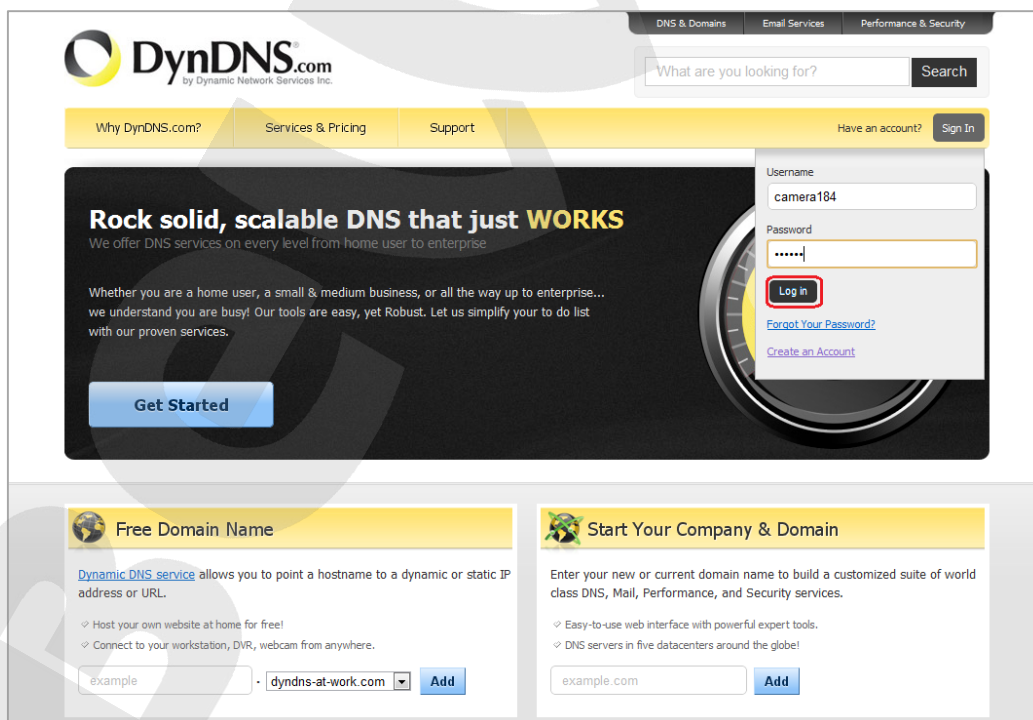 DNS & Domains Email Services Performance & Security
DynDNS®.com
by Dynamic Network Services Inc.
What are you looking for? Search
Why DynDNS.com? Services & Pricing Support Have an account? Sign In
Username
camera184
Password
••••••
Log in
Forgot Your Password?
Create an Account
Rock solid, scalable DNS that just WORKS
We offer DNS services on every level from home user to enterprise
Whether you are a home user, a small & medium business, or all the way up to enterprise...
we understand you are busy! Our tools are easy, yet Robust. Let us simplify your to do list
with our proven services.
Get Started
Free Domain Name
Dynamic DNS service allows you to point a hostname to a dynamic or static IP
address or URL.
Host your own website at home for free!
Connect to your workstation, DVR, webcam from anywhere.
example . dyndns-at-work.com Add
Start Your Company & Domain
Enter your new or current domain name to build a customized suite of world
class DNS, Mail, Performance, and Security services.
Easy-to-use web interface with powerful expert tools.
DNS servers in five datacenters around the globe!
example.com Add